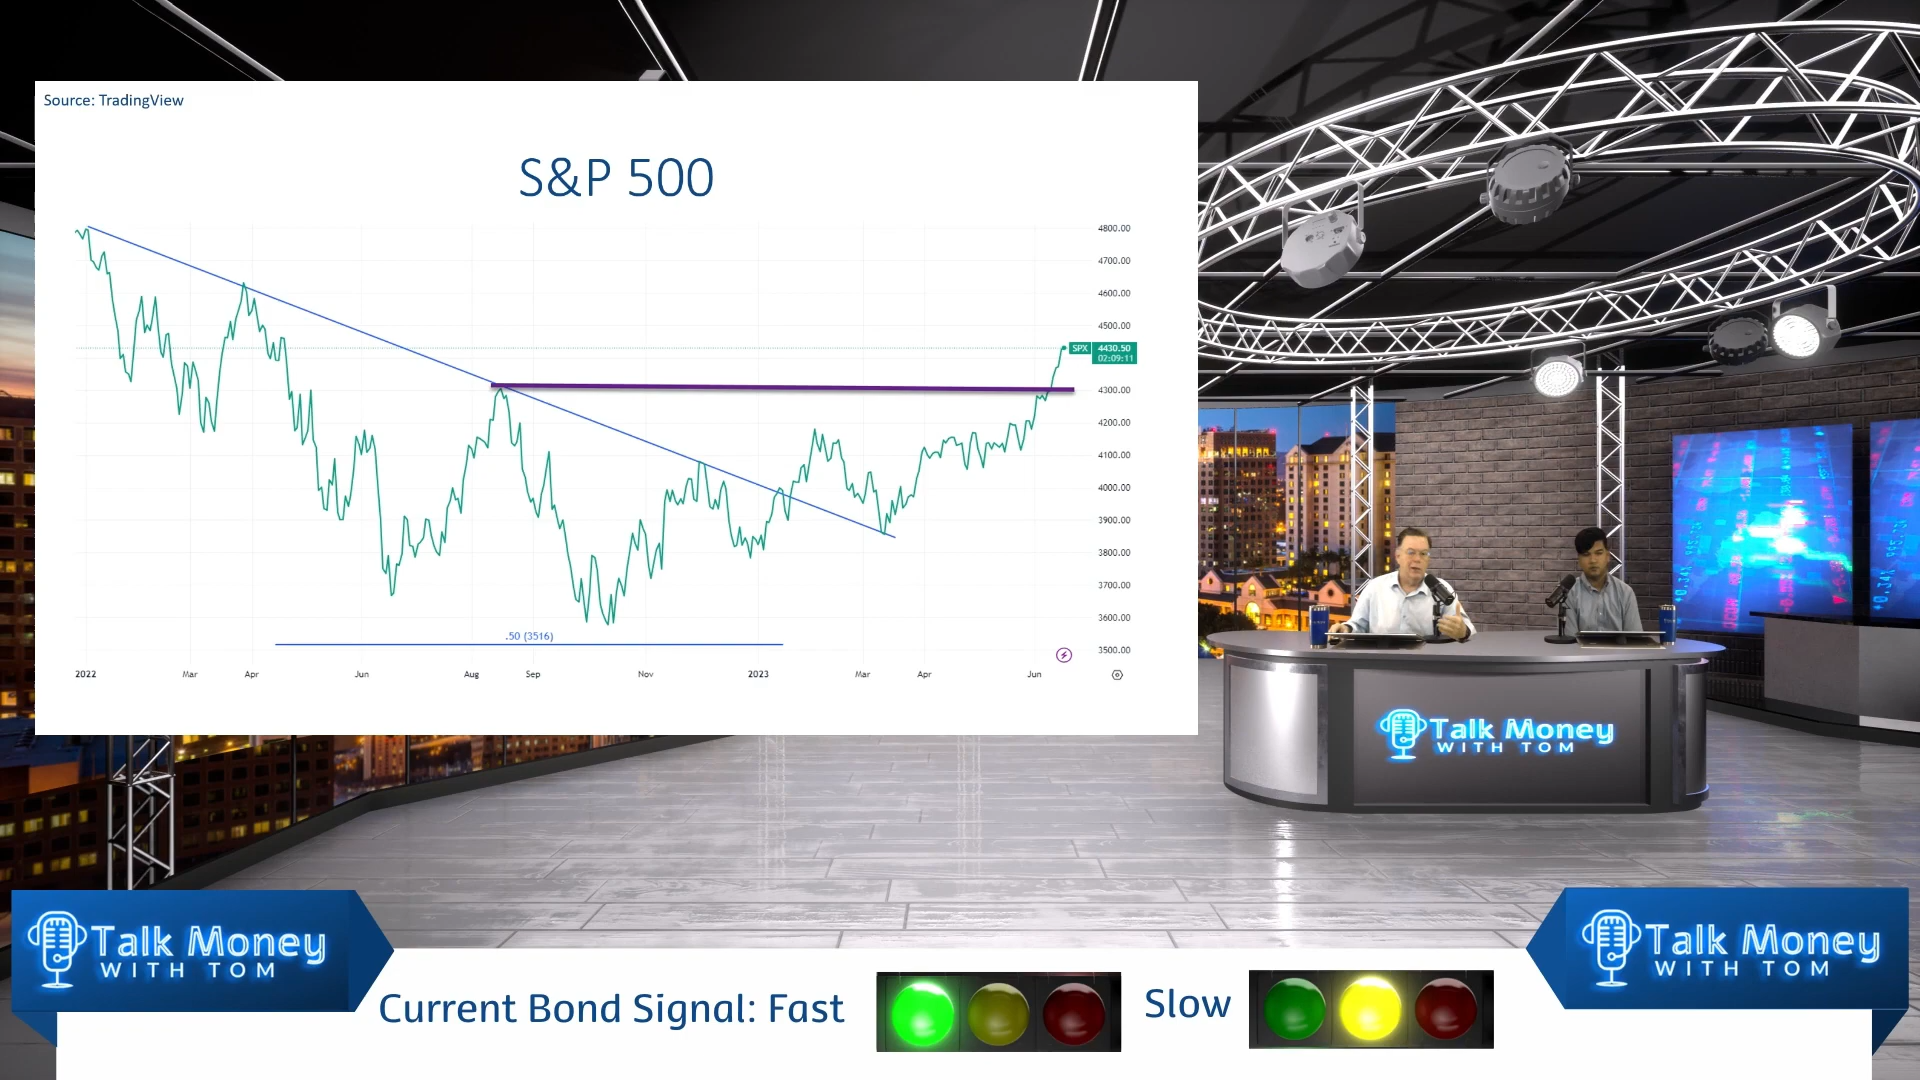 Source: TradingView
S&P 500
4800.00
4700.00
4600.00
4500.00
SPX 4430.50
02:09:11
4300.00
4200.00
4100.00
4000.00
3900.00
3800.00
3700.00
3600.00
3500.00
.50 (3516)
2022 Mar Apr Jun Aug Sep Nov 2023 Mar Apr Jun
Talk Money
WITH TOM
Talk Money
WITH TOM
Current Bond Signal: Fast
Slow
Talk Money
WITH TOM